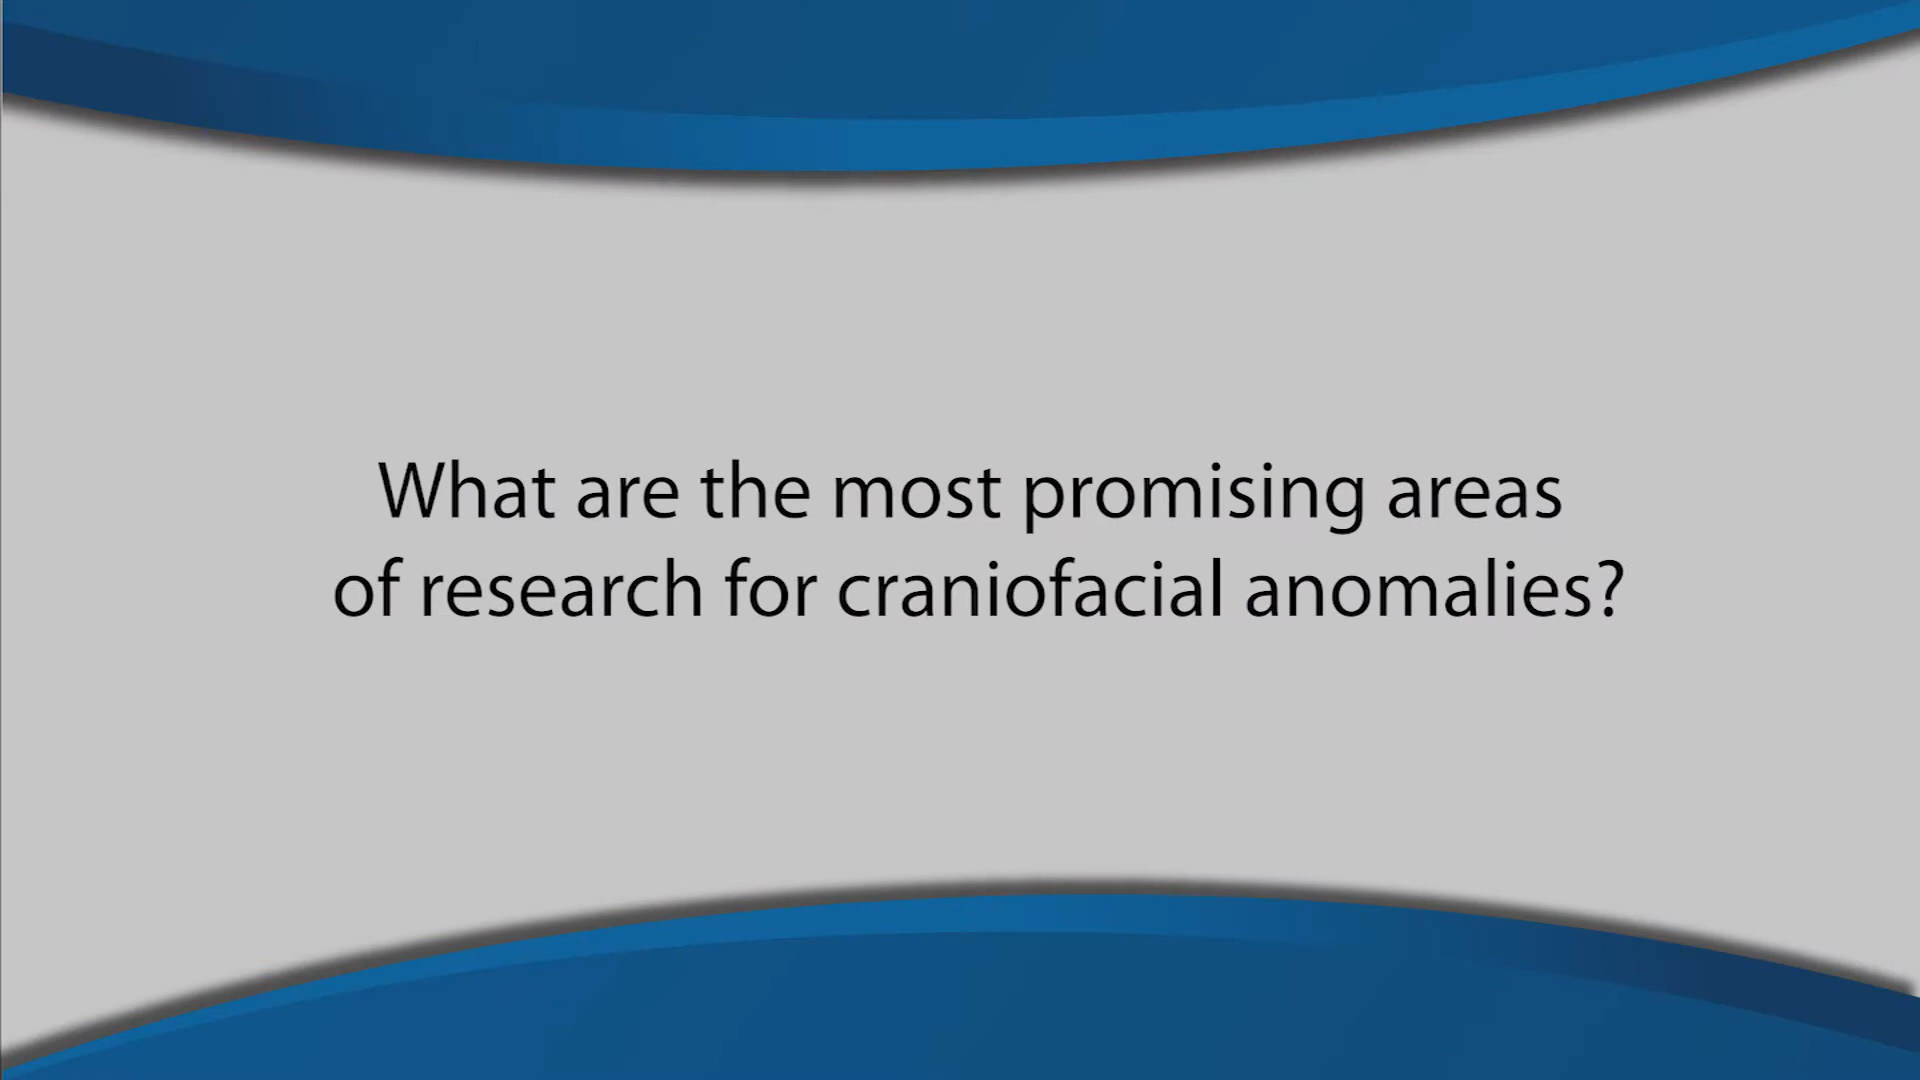 What are the most promising areas
of research for craniofacial anomalies?